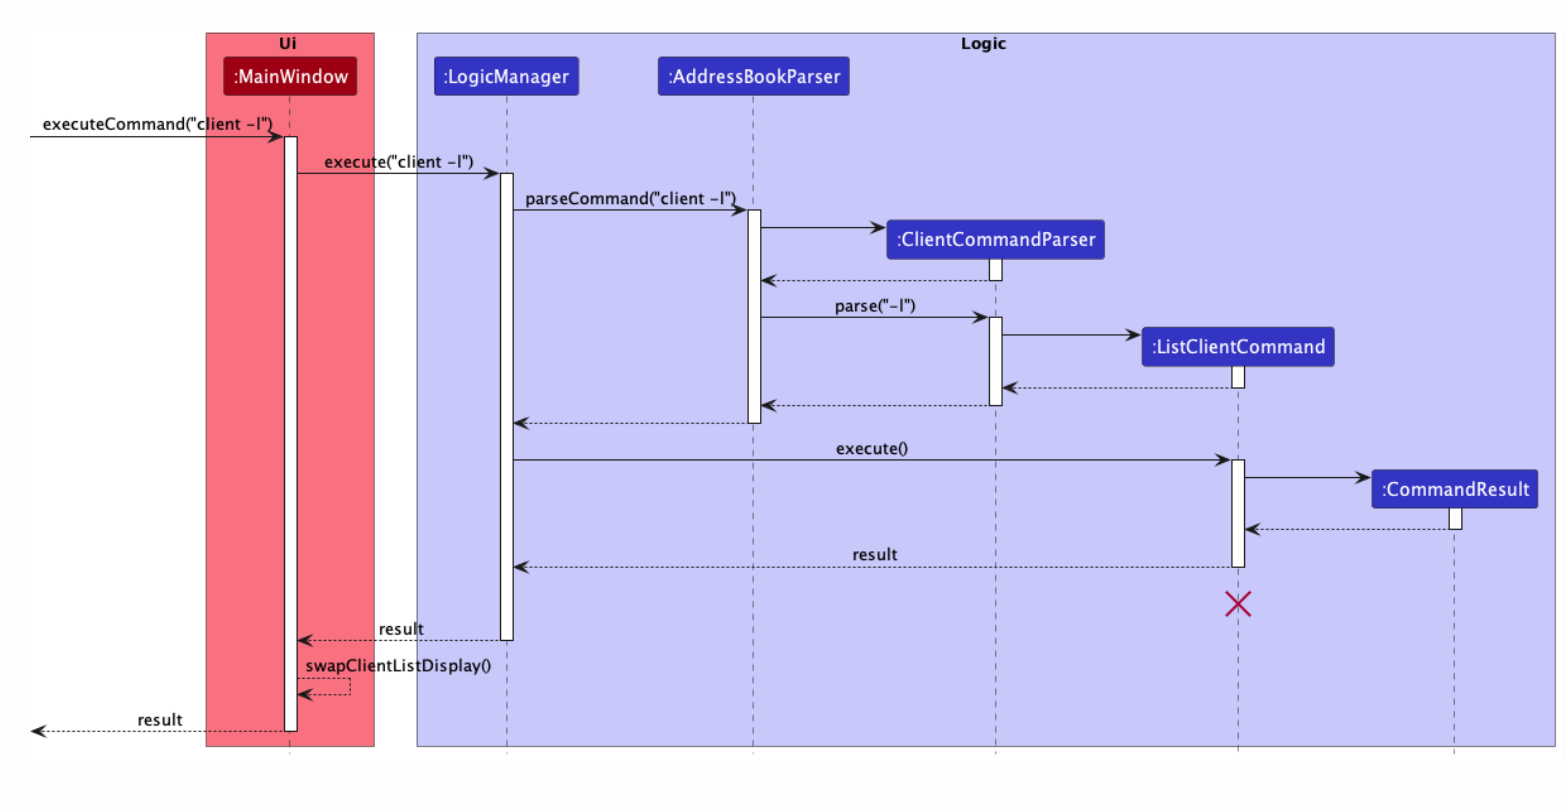 Ui
Logic
:MainWindow
:LogicManager
:AddressBookParser
executeCommand("client -l")
execute("client -l")
parseCommand("client -l")
:ClientCommandParser
parse("-l")
:ListClientCommand
execute()
:CommandResult
result
result
swapClientListDisplay()
result